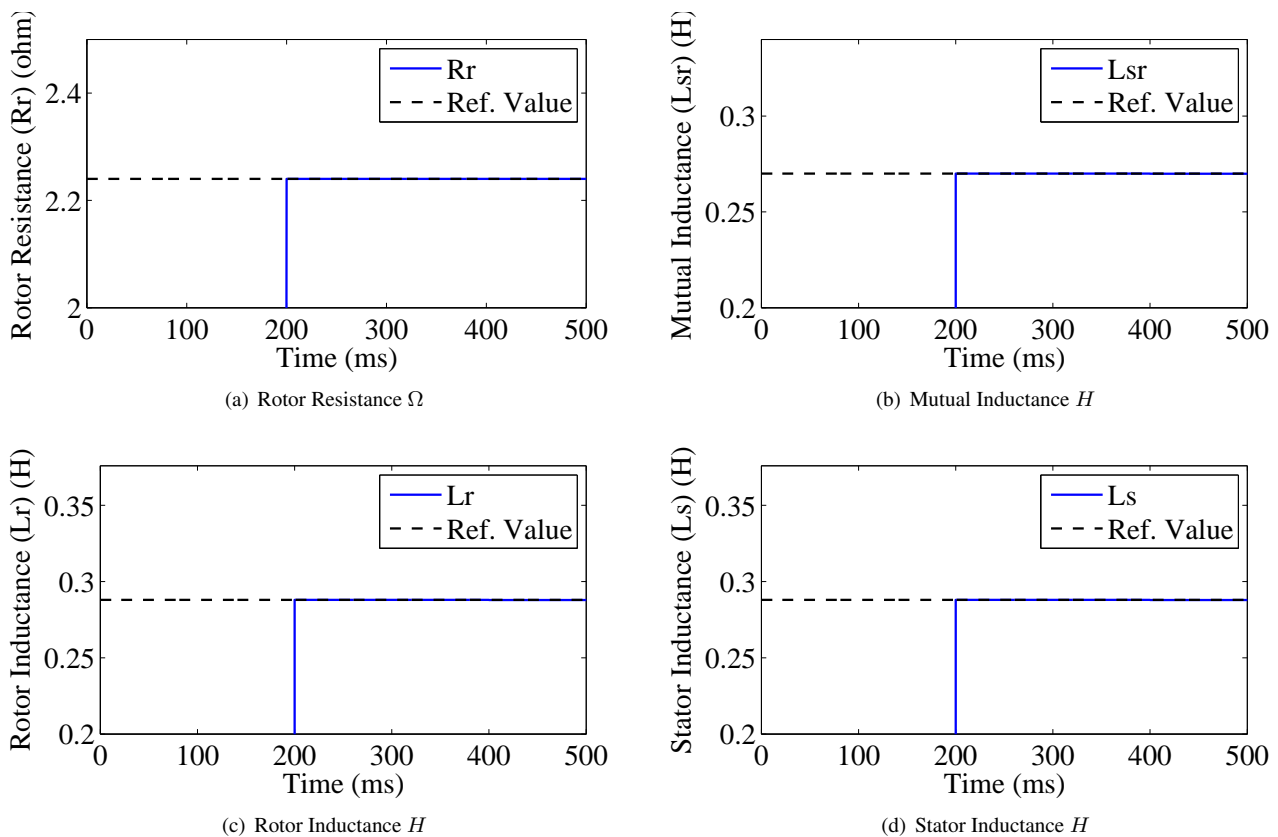 Rotor Resistance (Rr) (ohm)
2.4
2.2
2
Rr
Ref. Value
0 100 200 300 400 500
Time (ms)
(a) Rotor Resistance Ω
Mutual Inductance (Lsr) (H)
0.3
0.25
0.2
Lsr
Ref. Value
0 100 200 300 400 500
Time (ms)
(b) Mutual Inductance H
Rotor Inductance (Lr) (H)
0.35
0.3
0.25
0.2
Lr
Ref. Value
0 100 200 300 400 500
Time (ms)
(c) Rotor Inductance H
Stator Inductance (Ls) (H)
0.35
0.3
0.25
0.2
Ls
Ref. Value
0 100 200 300 400 500
Time (ms)
(d) Stator Inductance H